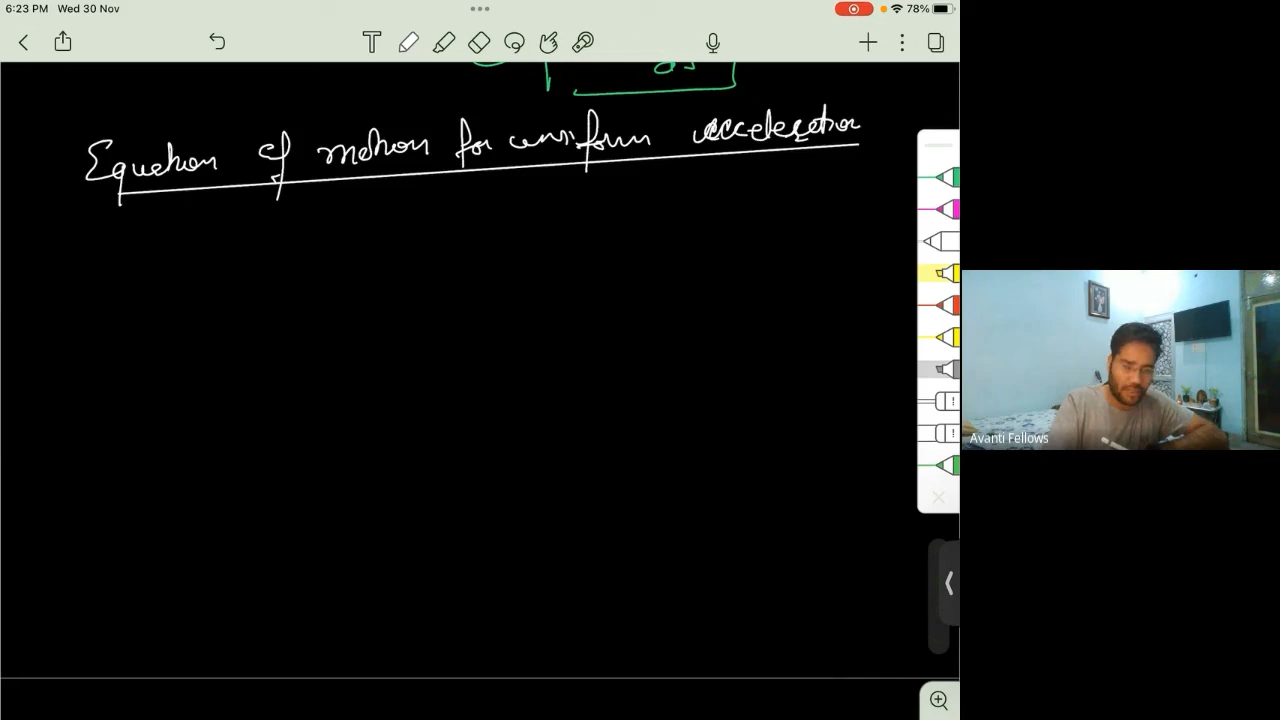 6:23 PM Wed 30 Nov
78%
Equation of motion for uniform acceleration
Avanti Fellows